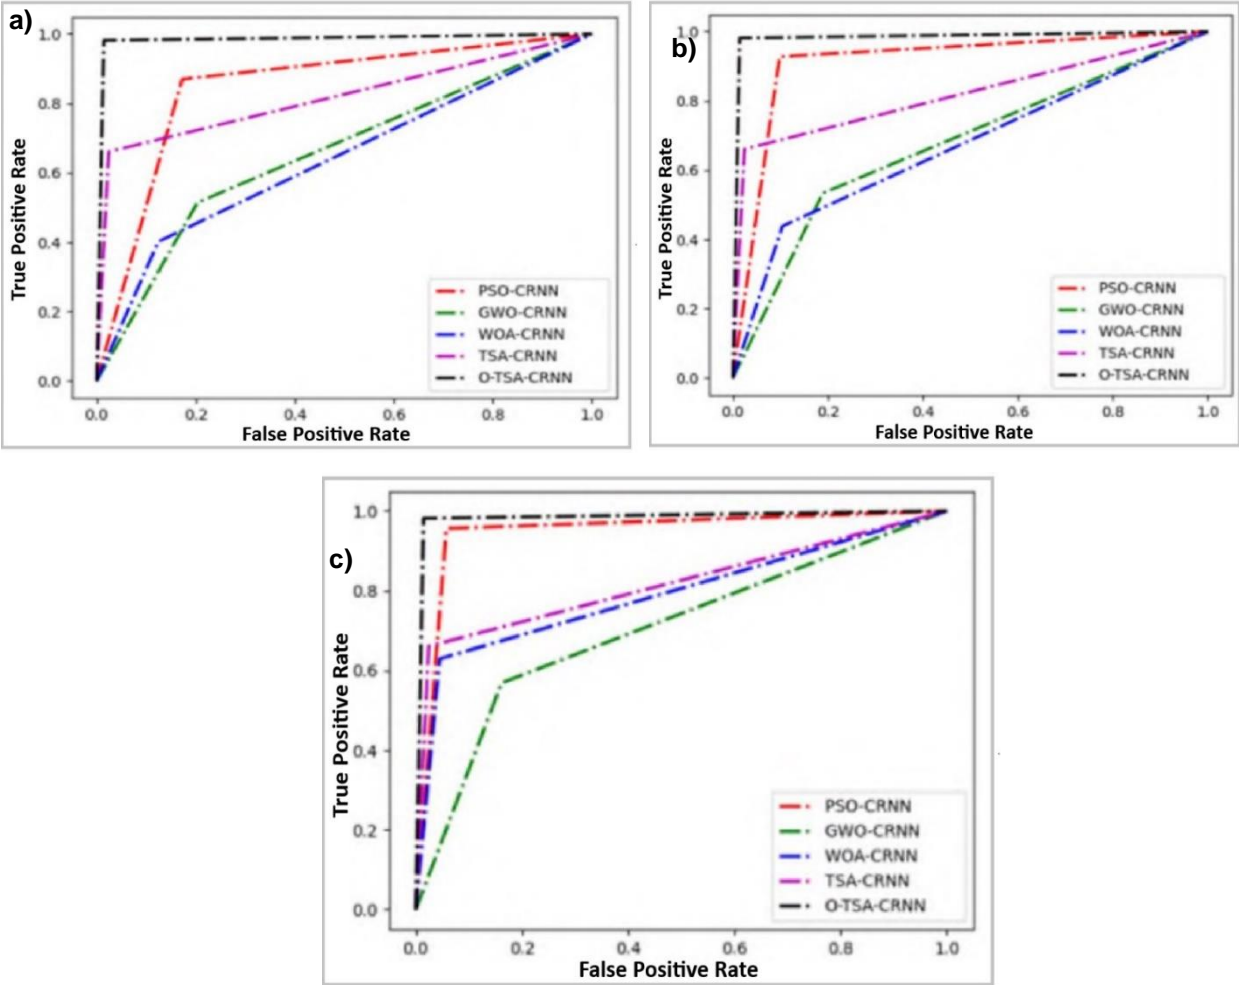 a)
True Positive Rate
1.0
0.8
0.6
0.4
0.2
0.0
PSO-CRNN
GWO-CRNN
WOA-CRNN
TSA-CRNN
O-TSA-CRNN
0.0 0.2 0.4 0.6 0.8 1.0
False Positive Rate
b)
True Positive Rate
1.0
0.8
0.6
0.4
0.2
0.0
PSO-CRNN
GWO-CRNN
WOA-CRNN
TSA-CRNN
O-TSA-CRNN
0.0 0.2 0.4 0.6 0.8 1.0
False Positive Rate
c)
True Positive Rate
1.0
0.8
0.6
0.4
0.2
0.0
PSO-CRNN
GWO-CRNN
WOA-CRNN
TSA-CRNN
O-TSA-CRNN
0.0 0.2 0.4 0.6 0.8 1.0
False Positive Rate